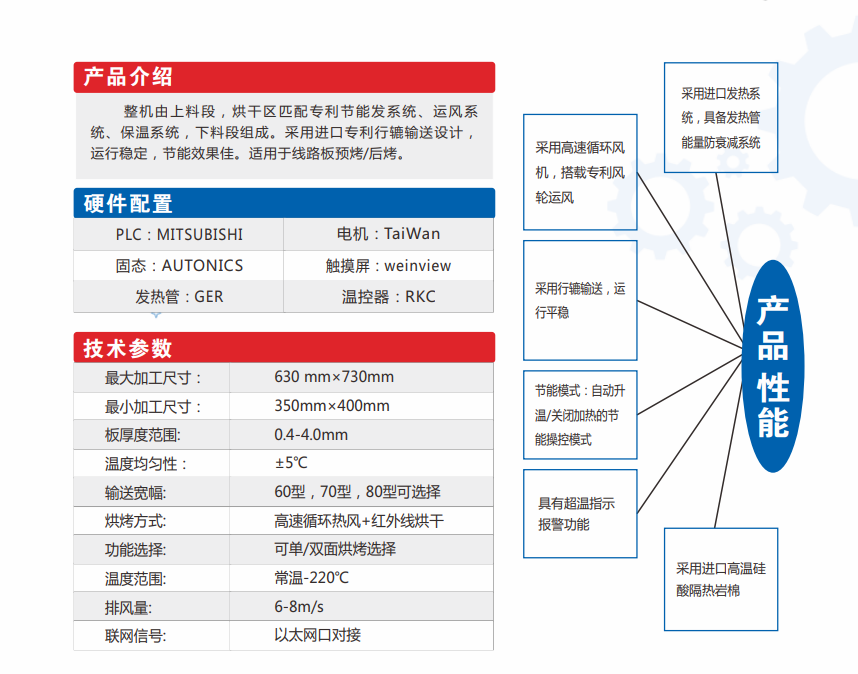 产品介绍
整机由上料段，烘干区匹配专利节能发系统、运风系
统、保温系统，下料段组成。采用进口专利行辘输送设计，
运行稳定，节能效果佳。适用于线路板预烤/后烤。
硬件配置
PLC：MITSUBISHI 电机：TaiWan
固态：AUTONICS 触摸屏：weinview
发热管：GER 温控器：RKC
技术参数
最大加工尺寸： 630 mm×730mm
最小加工尺寸： 350mm×400mm
板厚度范围: 0.4-4.0mm
温度均匀性： ±5℃
输送宽幅: 60型，70型，80型可选择
烘烤方式: 高速循环热风+红外线烘干
功能选择: 可单/双面烘烤选择
温度范围: 常温-220℃
排风量: 6-8m/s
联网信号: 以太网口对接
采用进口发热系
统，具备发热管
能量防衰减系统
采用高速循环风
机，搭载专利风
轮运风
采用行辘输送，运
行平稳
节能模式：自动升
温/关闭加热的节
能操控模式
具有超温指示
报警功能
采用进口高温硅
酸隔热岩棉
产品性能